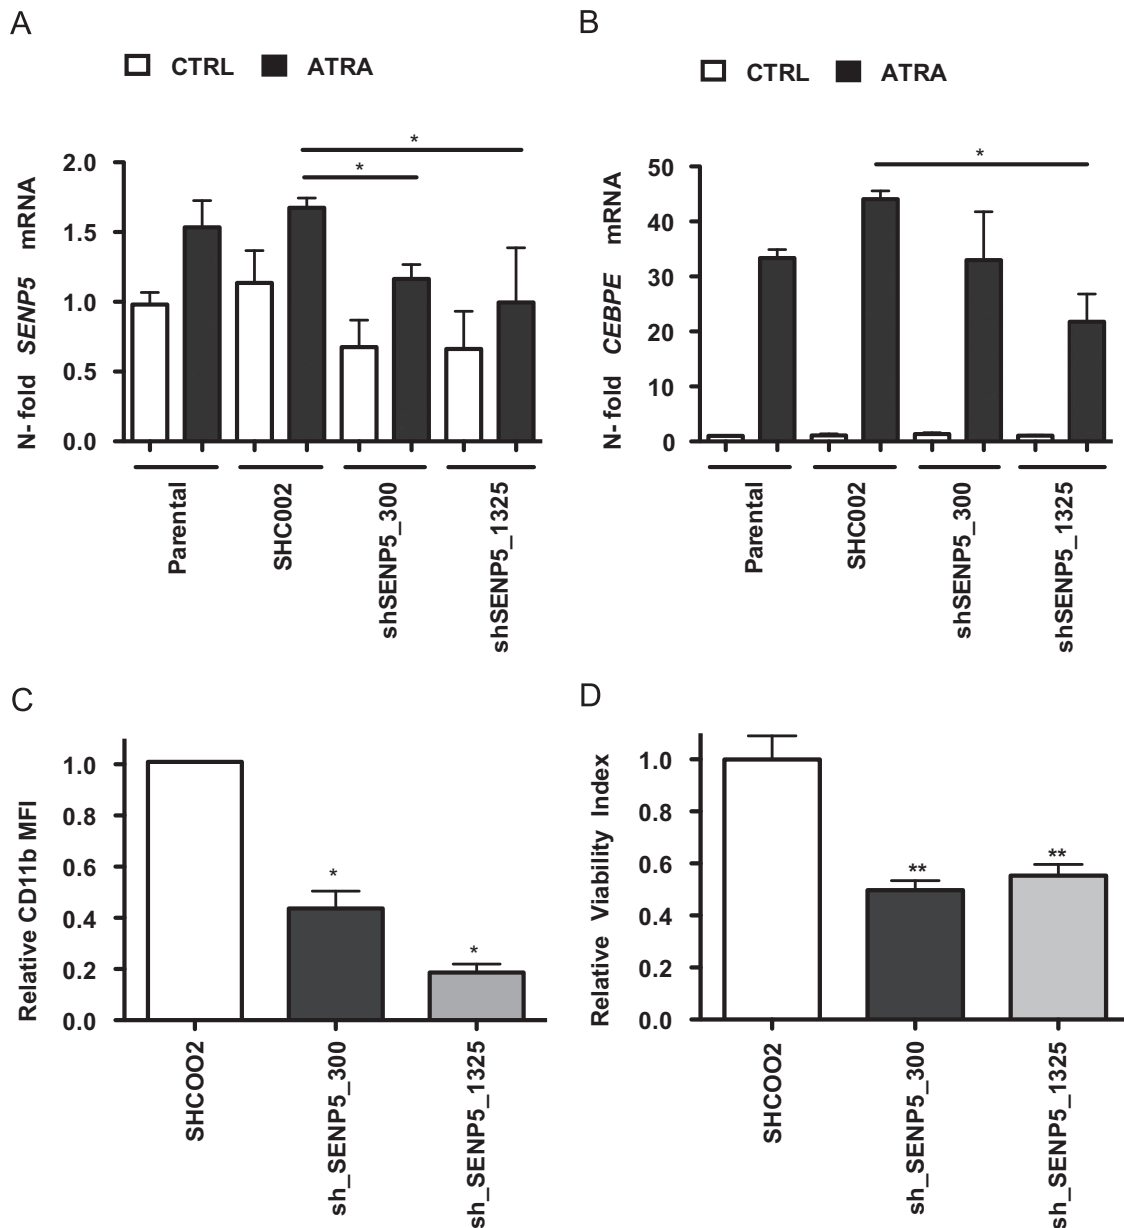 A
CTRL ATRA
N-fold SENP5 mRNA
2.0
1.5
1.0
0.5
0.0
*
*
Parental
SHC002
shSENP5_300
shSENP5_1325
B
CTRL ATRA
N-fold CEBPE mRNA
50
40
30
20
10
0
*
Parental
SHC002
shSENP5_300
shSENP5_1325
C
Relative CD11b MFI
1.0
0.8
0.6
0.4
0.2
0.0
*
*
SHCOO2
sh_SENP5_300
sh_SENP5_1325
D
Relative Viability Index
1.0
0.8
0.6
0.4
0.2
0.0
**
**
SHCOO2
sh_SENP5_300
sh_SENP5_1325